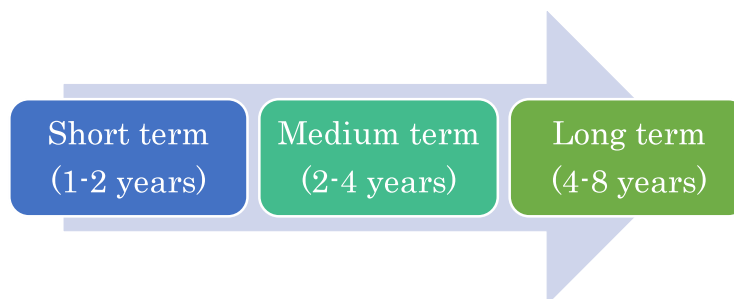 Short term
(1-2 years)
Medium term
(2-4 years)
Long term
(4-8 years)